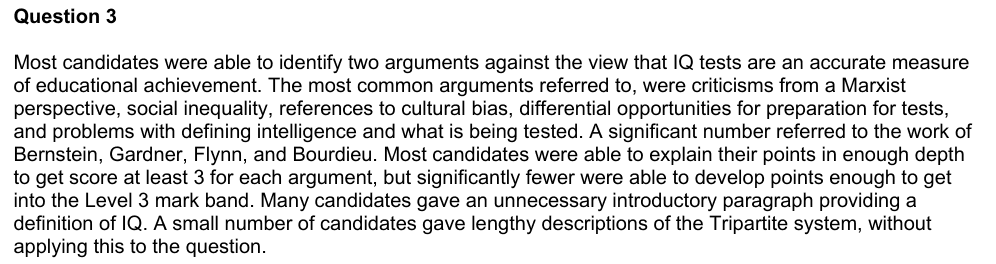 Question 3
Most candidates were able to identify two arguments against the view that IQ tests are an accurate measure
of educational achievement. The most common arguments referred to, were criticisms from a Marxist
perspective, social inequality, references to cultural bias, differential opportunities for preparation for tests,
and problems with defining intelligence and what is being tested. A significant number referred to the work of
Bernstein, Gardner, Flynn, and Bourdieu. Most candidates were able to explain their points in enough depth
to get score at least 3 for each argument, but significantly fewer were able to develop points enough to get
into the Level 3 mark band. Many candidates gave an unnecessary introductory paragraph providing a
definition of IQ. A small number of candidates gave lengthy descriptions of the Tripartite system, without
applying this to the question.